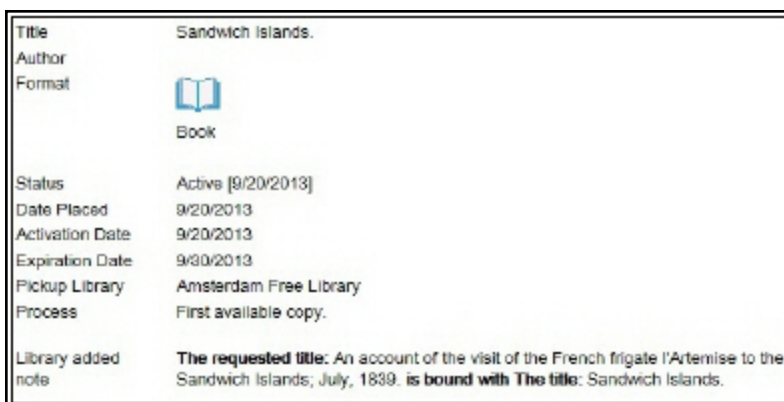 Title Sandwich Islands.
Author
Format
Book
Status Active [9/20/2013]
Date Placed 9/20/2013
Activation Date 9/20/2013
Expiration Date 9/30/2013
Pickup Library Amsterdam Free Library
Process First available copy.
Library added The requested title: An account of the visit of the French frigate l'Artemise to the
note Sandwich Islands; July, 1839. is bound with The title: Sandwich Islands.